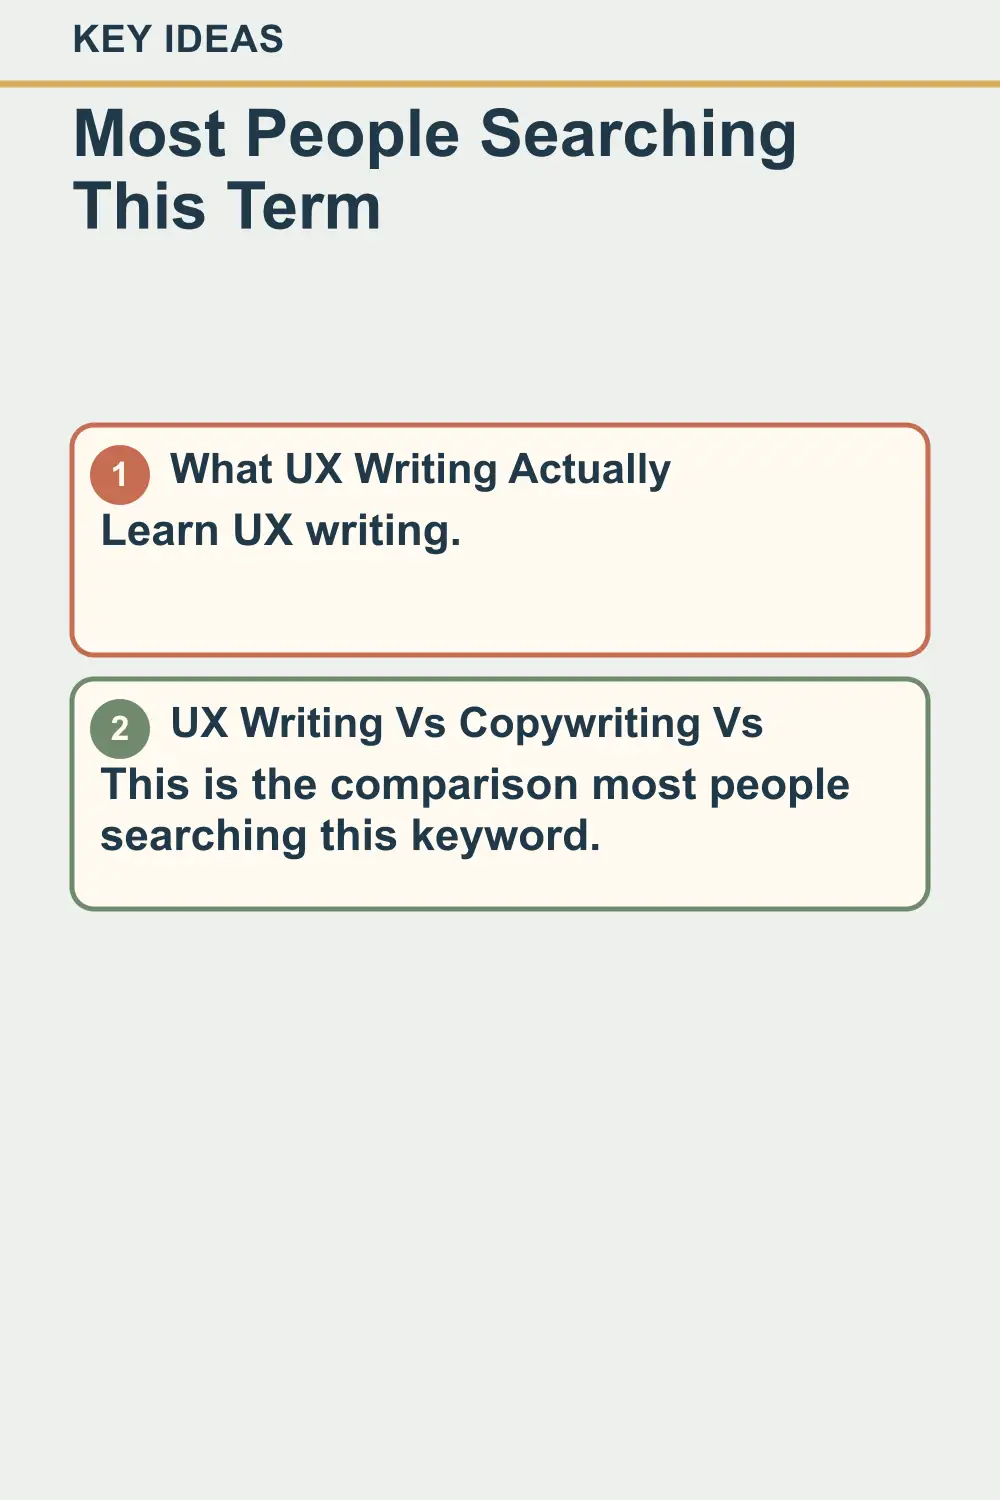 KEY IDEAS
Most People Searching
This Term
1 What UX Writing Actually
Learn UX writing.
2 UX Writing Vs Copywriting Vs
This is the comparison most people
searching this keyword.